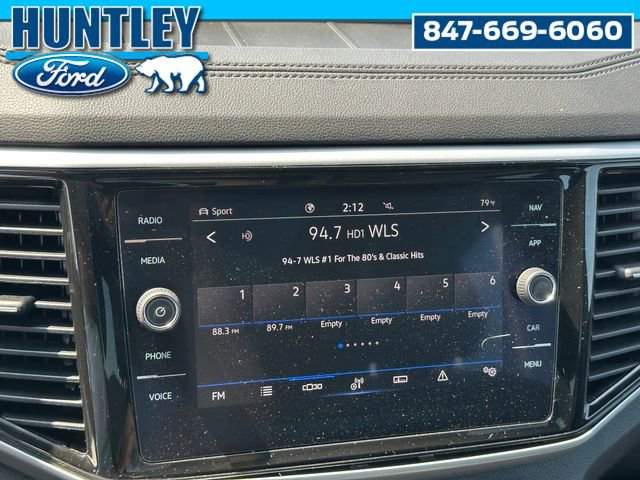 HUNTLEY
Ford
847-669-6060
RADIO
MEDIA
PHONE
VOICE
Sport
2:12
79°F
94.7 HD1 WLS
94-7 WLS #1 For The 80's & Classic Hits
1 2 3 4 5 6
88.3 FM 89.7 FM Empty Empty Empty Empty
FM
NAV
APP
CAR
MENU